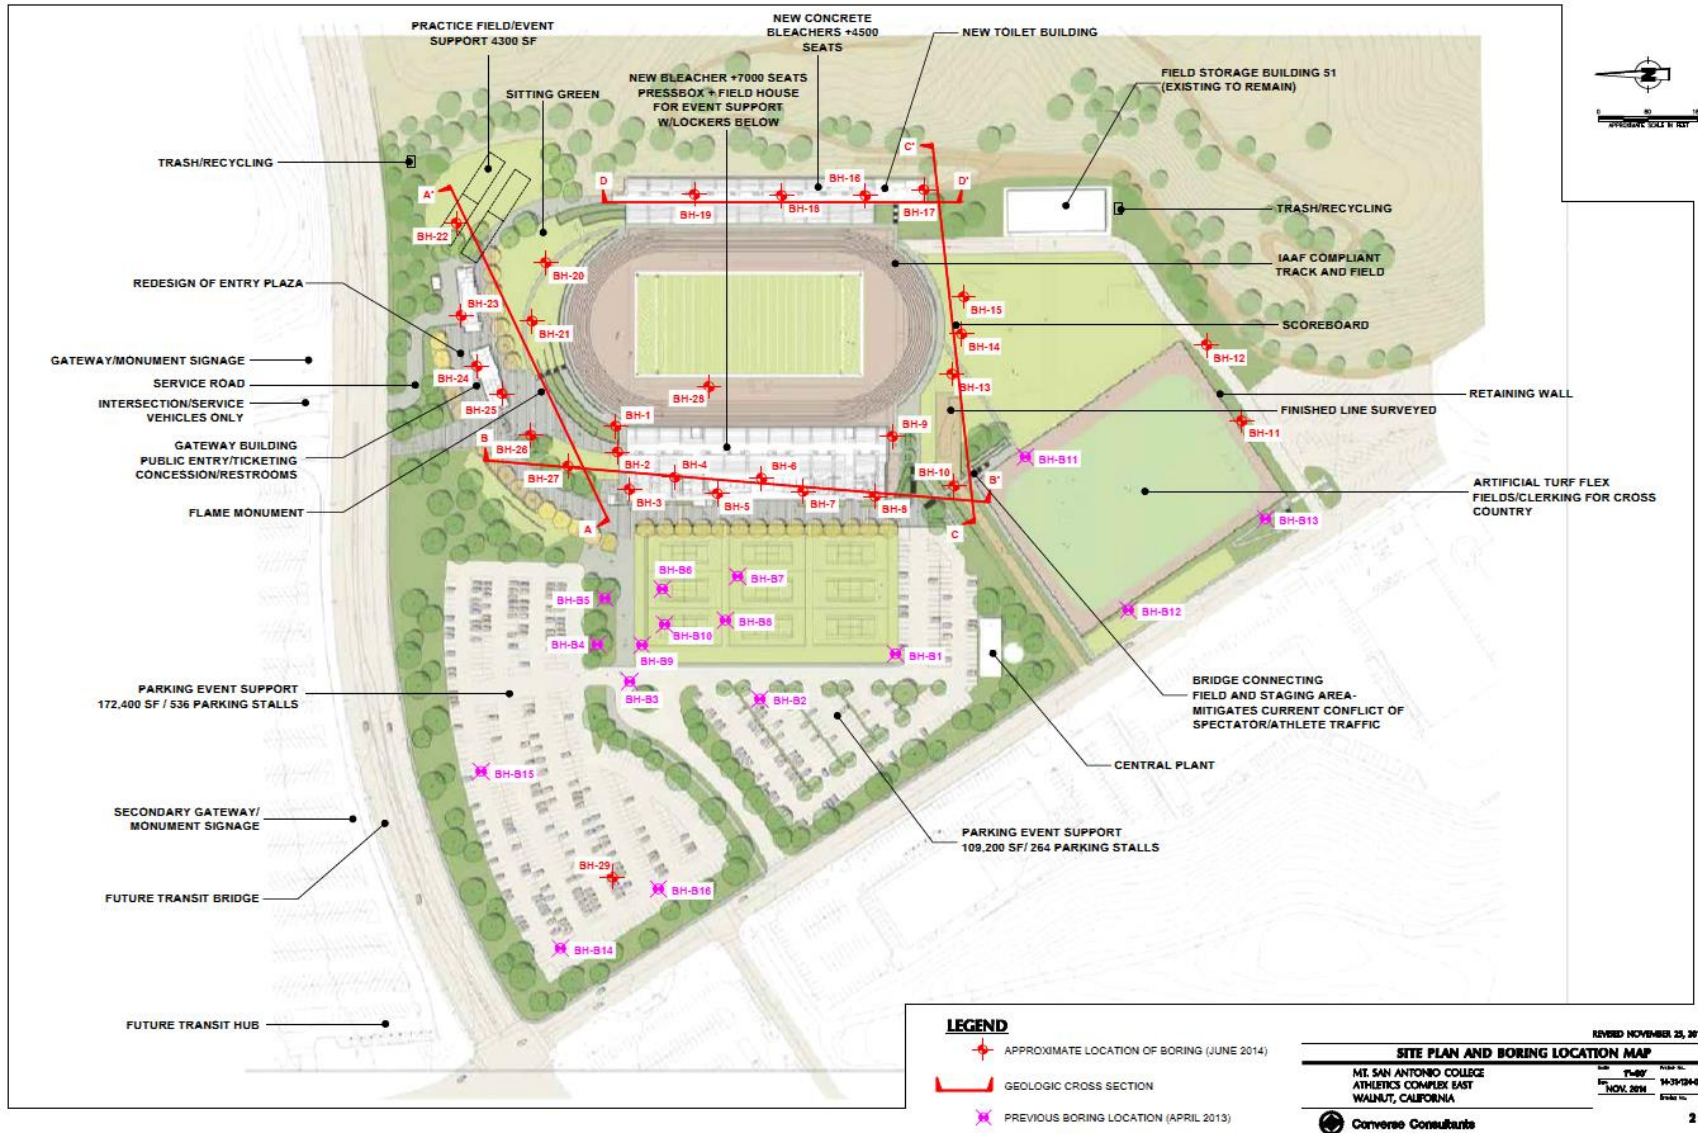 PRACTICE FIELD/EVENT
SUPPORT 4300 SF
NEW CONCRETE
BLEACHERS +4500
SEATS
NEW TOILET BUILDING
NEW BLEACHER +7000 SEATS
PRESSBOX + FIELD HOUSE
FOR EVENT SUPPORT
W/LOCKERS BELOW
FIELD STORAGE BUILDING 51
(EXISTING TO REMAIN)
SITTING GREEN
N
0 80
APPROXIMATE SCALE IN FEET
TRASH/RECYCLING
A'
D
C'
BH-16
D'
BH-19
BH-18
BH-17
TRASH/RECYCLING
BH-22
BH-20
IAAF COMPLIANT
TRACK AND FIELD
REDESIGN OF ENTRY PLAZA
BH-23
BH-21
BH-15
SCOREBOARD
BH-14
BH-12
GATEWAY/MONUMENT SIGNAGE
BH-24
SERVICE ROAD
BH-28
BH-13
RETAINING WALL
INTERSECTION/SERVICE
VEHICLES ONLY
BH-25
BH-1
BH-9
FINISHED LINE SURVEYED
BH-11
GATEWAY BUILDING
PUBLIC ENTRY/TICKETING
CONCESSION/RESTROOMS
B
BH-26
BH-2
BH-4
BH-6
BH-10
BH-B11
BH-27
BH-3
BH-5
BH-7
BH-8
B'
ARTIFICIAL TURF FLEX
FIELDS/CLERKING FOR CROSS
COUNTRY
FLAME MONUMENT
A
C
BH-B13
BH-B6
BH-B7
BH-B5
BH-B10
BH-B8
BH-B12
BH-B4
BH-B9
BH-B1
BH-B3
BH-B2
PARKING EVENT SUPPORT
172,400 SF / 536 PARKING STALLS
BRIDGE CONNECTING
FIELD AND STAGING AREA-
MITIGATES CURRENT CONFLICT OF
SPECTATOR/ATHLETE TRAFFIC
CENTRAL PLANT
BH-B15
SECONDARY GATEWAY/
MONUMENT SIGNAGE
PARKING EVENT SUPPORT
109,200 SF/ 264 PARKING STALLS
BH-29
BH-B16
FUTURE TRANSIT BRIDGE
BH-B14
FUTURE TRANSIT HUB
LEGEND
APPROXIMATE LOCATION OF BORING (JUNE 2014)
GEOLOGIC CROSS SECTION
PREVIOUS BORING LOCATION (APRIL 2013)
REVISED NOVEMBER 25,
SITE PLAN AND BORING LOCATION MAP
MT. SAN ANTONIO COLLEGE
ATHLETICS COMPLEX EAST
WALNUT, CALIFORNIA
1"=80'
NOV. 2014
Converse Consultants
2